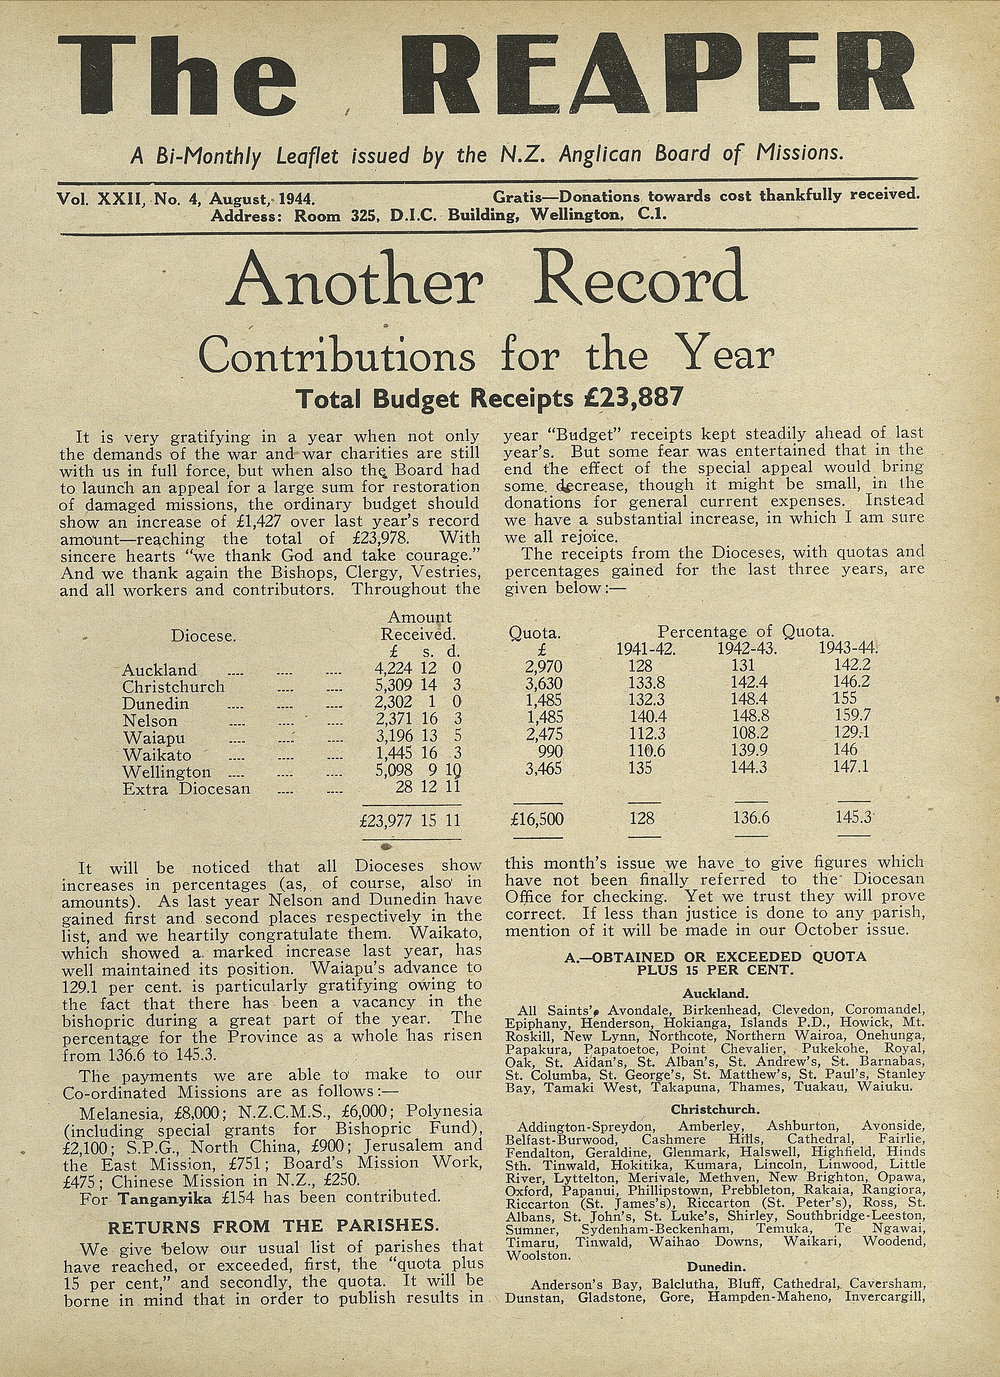 The REAPER
A Bi-Monthly Leaflet issued by the N.Z. Anglican Board of Missions.
Vol. XXII, No. 4, August, 1944. Gratis—Donations towards cost thankfully received.
Address: Room 325, D.I.C. Building, Wellington, C.1.
Another Record
Contributions for the Year
Total Budget Receipts £23,887
It is very gratifying in a year when not only
the demands of the war and war charities are still
with us in full force, but when also the Board had
to launch an appeal for a large sum for restoration
of damaged missions, the ordinary budget should
show an increase of £1,427 over last year's record
amount—reaching the total of £23,978. With
sincere hearts "we thank God and take courage."
And we thank again the Bishops, Clergy, Vestries,
and all workers and contributors. Throughout the
year "Budget" receipts kept steadily ahead of last
year's. But some fear was entertained that in the
end the effect of the special appeal would bring
some decrease, though it might be small, in the
donations for general current expenses. Instead
we have a substantial increase, in which I am sure
we all rejoice.
The receipts from the Dioceses, with quotas and
percentages gained for the last three years, are
given below:—
Amount
Diocese. Received. Quota. Percentage of Quota.
£ s. d. £ 1941-42. 1942-43. 1943-44.
Auckland .... .... .... 4,224 12 0 2,970 128 131 142.2
Christchurch .... .... 5,309 14 3 3,630 133.8 142.4 146.2
Dunedin .... .... .... 2,302 1 0 1,485 132.3 148.4 155
Nelson .... .... .... 2,371 16 3 1,485 140.4 148.8 159.7
Waiapu .... .... .... 3,196 13 5 2,475 112.3 108.2 129.1
Waikato .... .... .... 1,445 16 3 990 110.6 139.9 146
Wellington .... .... .... 5,098 9 10 3,465 135 144.3 147.1
Extra Diocesan .... .... 28 12 11
£23,977 15 11 £16,500 128 136.6 145.3
It will be noticed that all Dioceses show
increases in percentages (as, of course, also in
amounts). As last year Nelson and Dunedin have
gained first and second places respectively in the
list, and we heartily congratulate them. Waikato,
which showed a marked increase last year, has
well maintained its position. Waiapu's advance to
129.1 per cent. is particularly gratifying owing to
the fact that there has been a vacancy in the
bishopric during a great part of the year. The
percentage for the Province as a whole has risen
from 136.6 to 145.3.
The payments we are able to make to our
Co-ordinated Missions are as follows:—
Melanesia, £8,000; N.Z.C.M.S., £6,000; Polynesia
(including special grants for Bishopric Fund),
£2,100; S.P.G., North China, £900; Jerusalem and
the East Mission, £751; Board's Mission Work,
£475; Chinese Mission in N.Z., £250.
For Tanganyika £154 has been contributed.
RETURNS FROM THE PARISHES.
We give below our usual list of parishes that
have reached, or exceeded, first, the "quota plus
15 per cent," and secondly, the quota. It will be
borne in mind that in order to publish results in
this month's issue we have to give figures which
have not been finally referred to the Diocesan
Office for checking. Yet we trust they will prove
correct. If less than justice is done to any parish,
mention of it will be made in our October issue.
A.—OBTAINED OR EXCEEDED QUOTA
PLUS 15 PER CENT.
Auckland.
All Saints', Avondale, Birkenhead, Clevedon, Coromandel,
Epiphany, Henderson, Hokianga, Islands P.D., Howick, Mt.
Roskill, New Lynn, Northcote, Northern Wairoa, Onehunga,
Papakura, Papatoetoe, Point Chevalier, Pukekohe, Royal,
Oak, St. Aidan's, St. Alban's, St. Andrew's, St. Barnabas,
St. Columba, St. George's, St. Matthew's, St. Paul's, Stanley
Bay, Tamaki West, Takapuna, Thames, Tuakau, Waiuku.
Christchurch.
Addington-Spreydon, Amberley, Ashburton, Avonside,
Belfast-Burwood, Cashmere Hills, Cathedral, Fairlie,
Fendalton, Geraldine, Glenmark, Halswell, Highfield, Hinds
Sth. Tinwald, Hokitika, Kumara, Lincoln, Linwood, Little
River, Lyttelton, Merivale, Methven, New Brighton, Opawa,
Oxford, Papanui, Phillipstown, Prebbleton, Rakaia, Rangiora,
Riccarton (St. James's), Riccarton (St. Peter's), Ross, St.
Albans, St. John's, St. Luke's, Shirley, Southbridge-Leeston,
Sumner, Sydenham-Beckenham, Temuka, Te Ngawai,
Timaru, Tinwald, Waihao Downs, Waikari, Woodend,
Woolston.
Dunedin.
Anderson's Bay, Balclutha, Bluff, Cathedral, Caversham,
Dunstan, Gladstone, Gore, Hampden-Maheno, Invercargill,